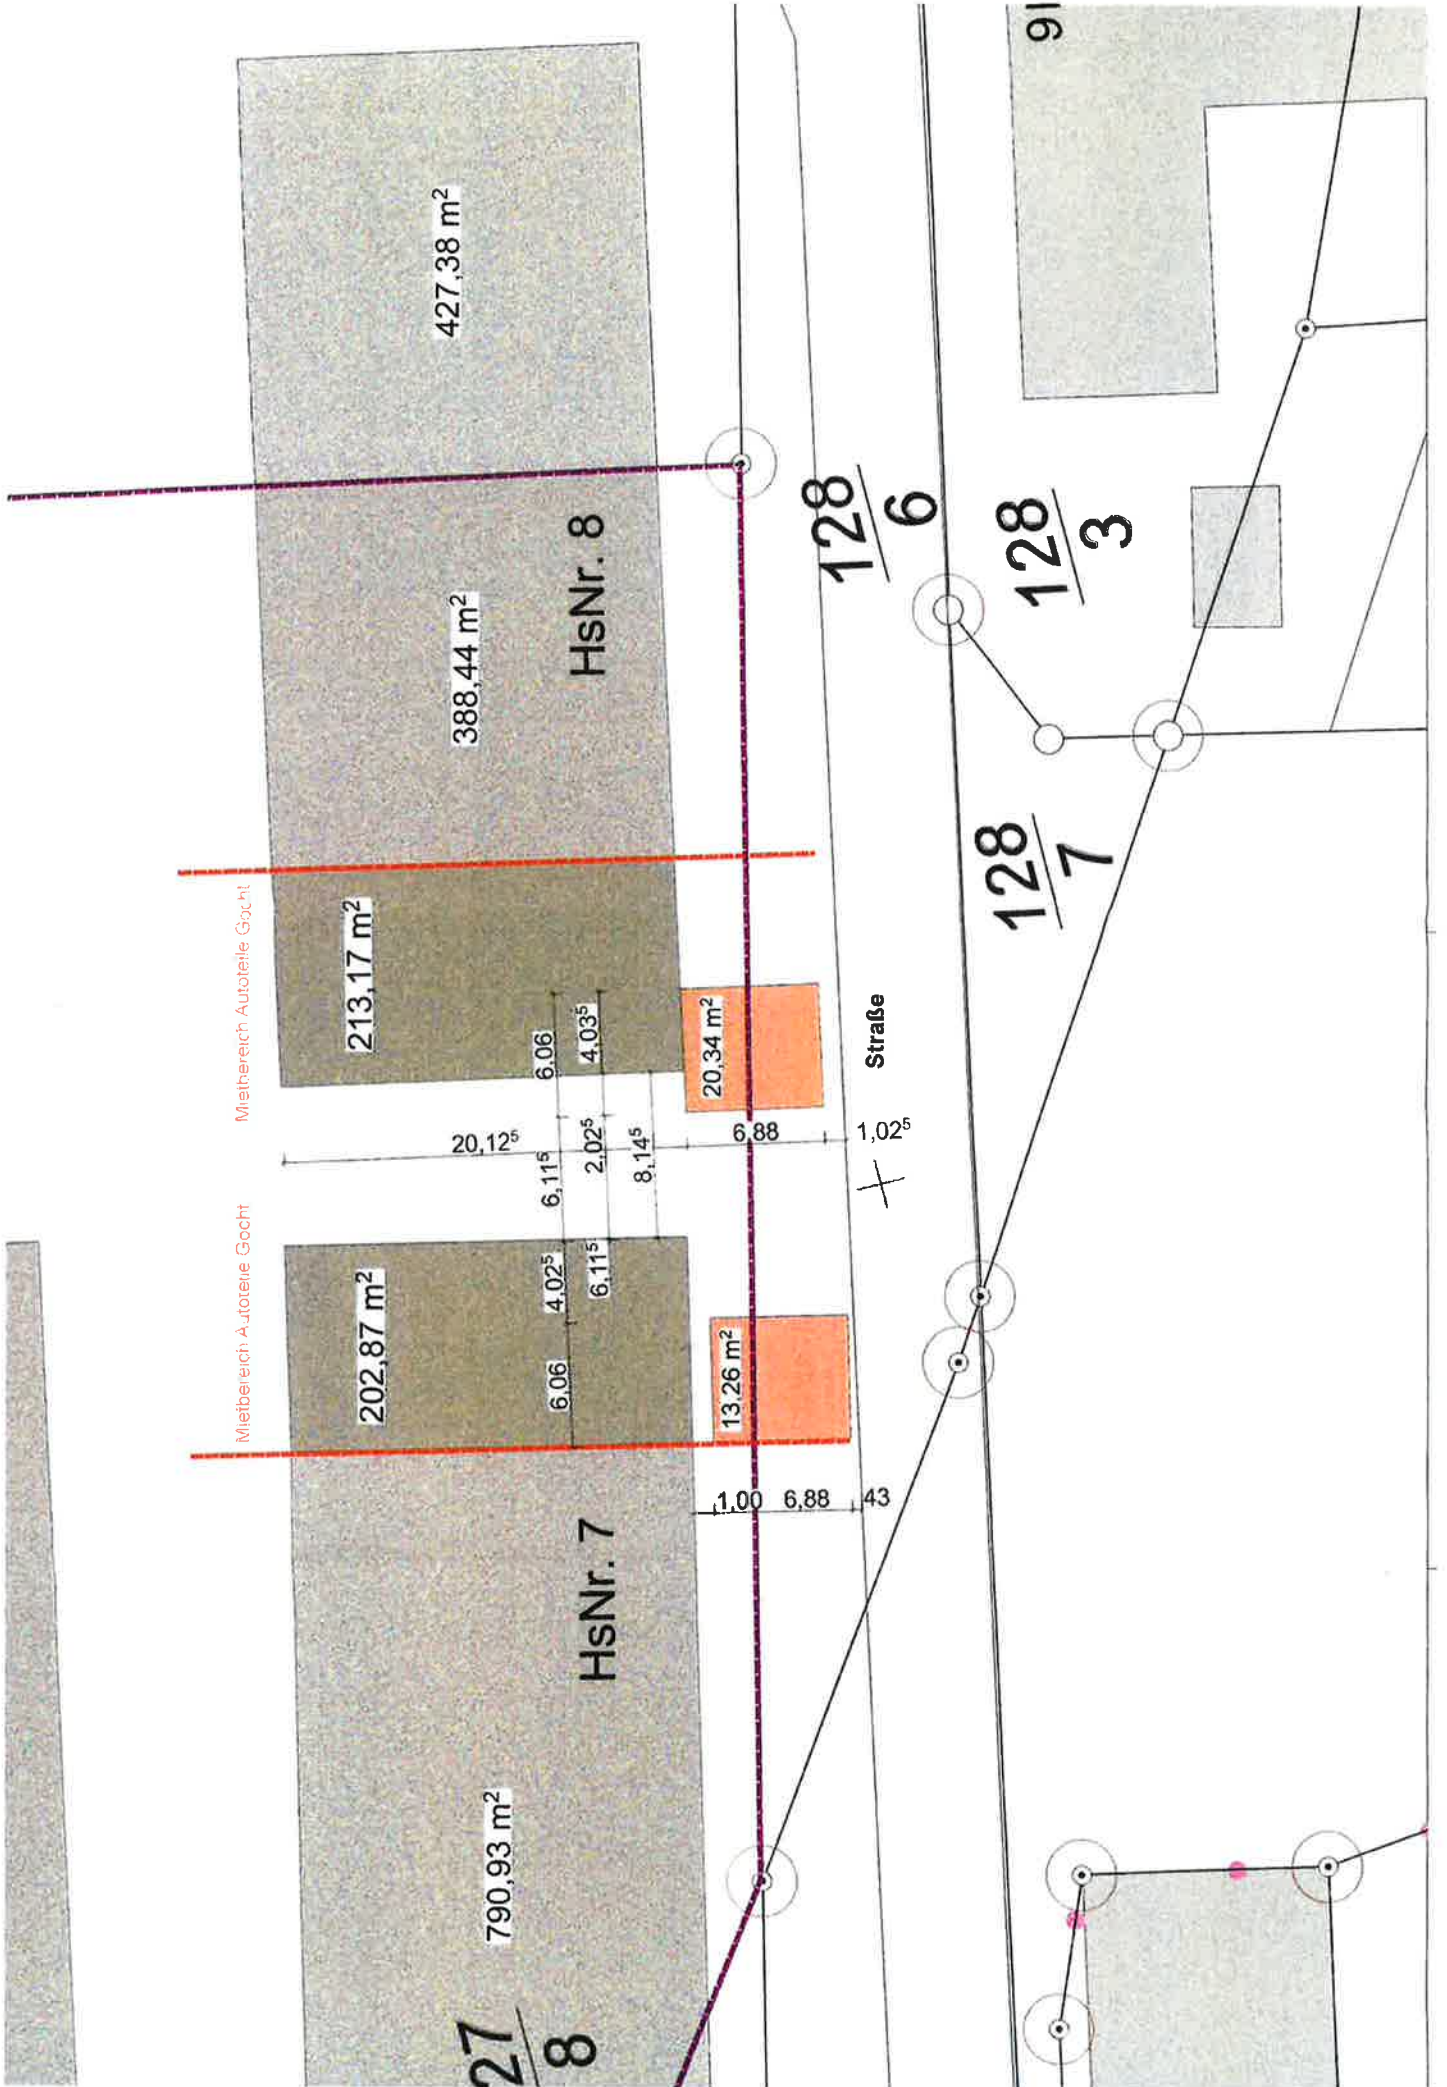 427,38 m²
HsNr. 8
388,44 m²
213,17 m²
Mietbereich Autoteile Gocht
20,34 m²
6,06
4,03⁵
20,12⁵
6,11⁵
2,02⁵
8,14⁵
6,88
1,02⁵
Straße
202,87 m²
Mietbereich Autoteile Gocht
4,02⁵
6,11⁵
6,06
13,26 m²
1,00
6,88
43
HsNr. 7
790,93 m²
27
8
128
6
128
3
128
7